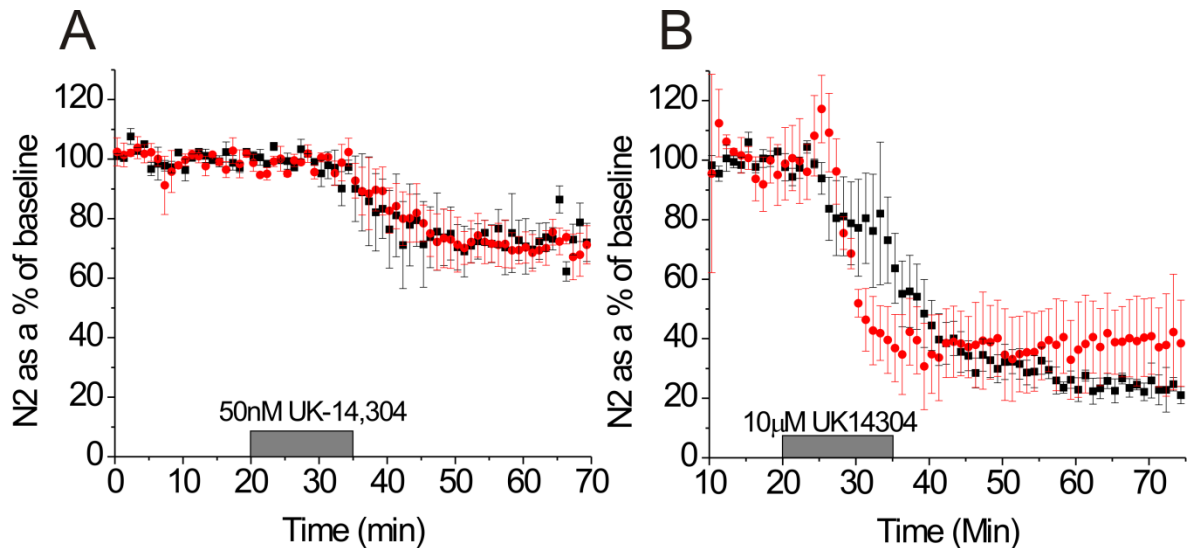 A
N2 as a % of baseline
120
100
80
60
40
20
0
50nM UK-14,304
0 10 20 30 40 50 60 70
Time (min)
B
N2 as a % of baseline
120
100
80
60
40
20
0
10μM UK14304
10 20 30 40 50 60 70
Time (Min)